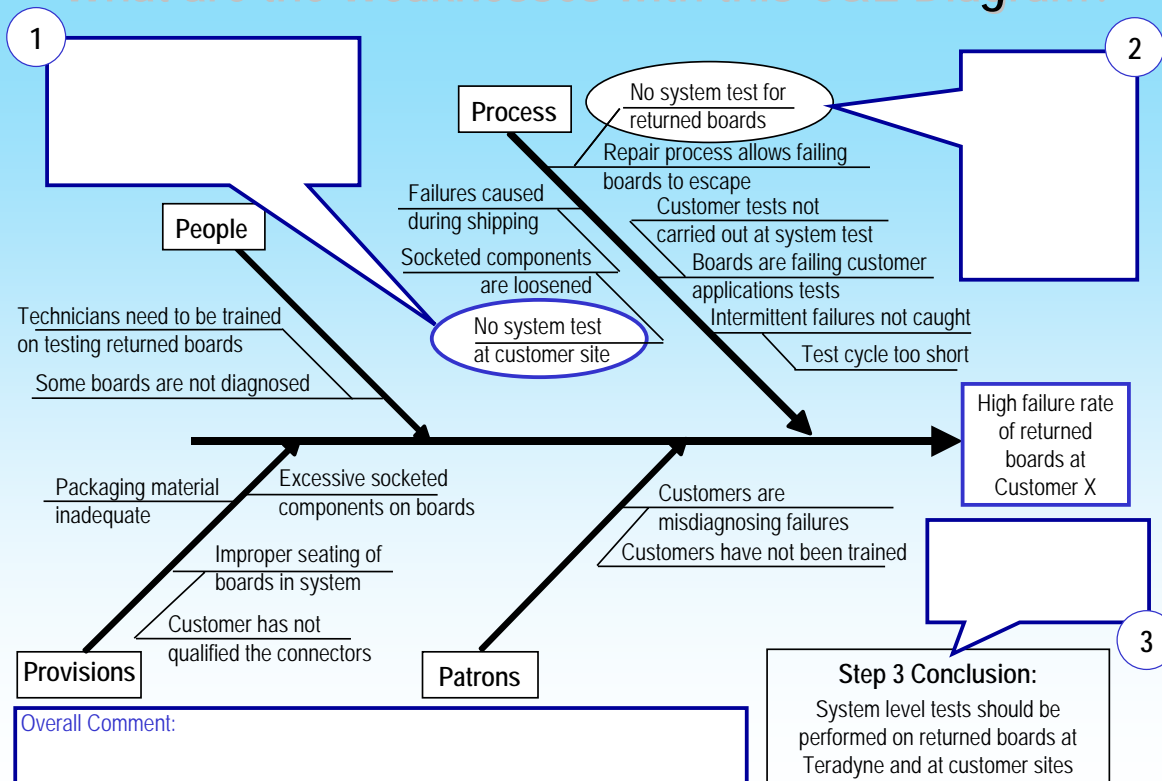 Diagram?
1
2
Process
No system test for
returned boards
Repair process allows failing
boards to escape
Failures caused
during shipping
Customer tests not
carried out at system test
People
Socketed components
are loosened
Boards are failing customer
applications tests
Technicians need to be trained
on testing returned boards
No system test
at customer site
Intermittent failures not caught
Test cycle too short
Some boards are not diagnosed
High failure rate
of returned
boards at
Customer X
Packaging material
inadequate
Excessive socketed
components on boards
Customers are
misdiagnosing failures
Improper seating of
boards in system
Customers have not been trained
Customer has not
qualified the connectors
3
Provisions
Patrons
Step 3 Conclusion:
System level tests should be
performed on returned boards at
Teradyne and at customer sites
Overall Comment: